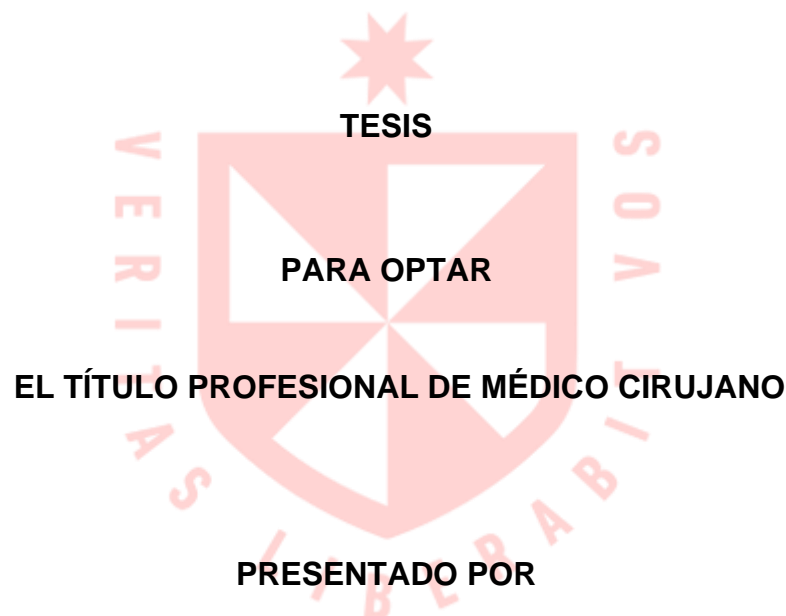 TESIS
PARA OPTAR
EL TÍTULO PROFESIONAL DE MÉDICO CIRUJANO
PRESENTADO POR
VERITAS LIBERABIT VOS